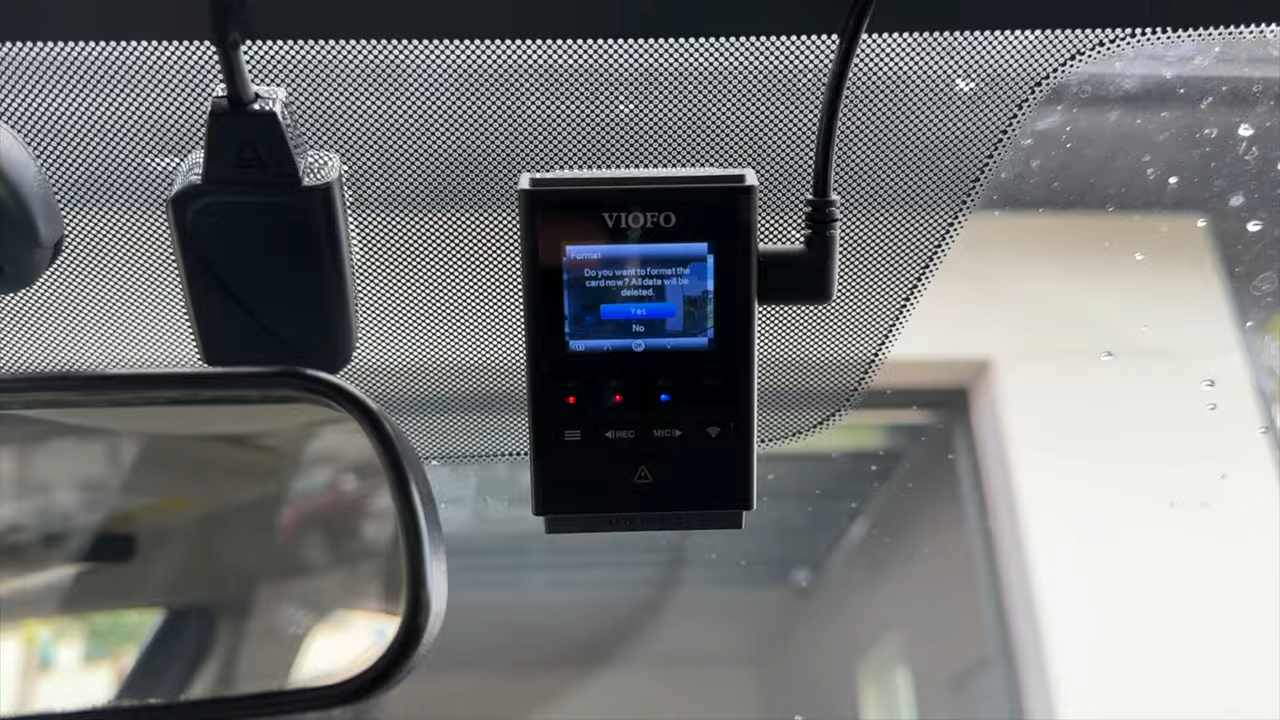 VIOFO
Format
Do you want to format the
card now? All data will be
deleted.
Yes
No
OK
REC
MIC